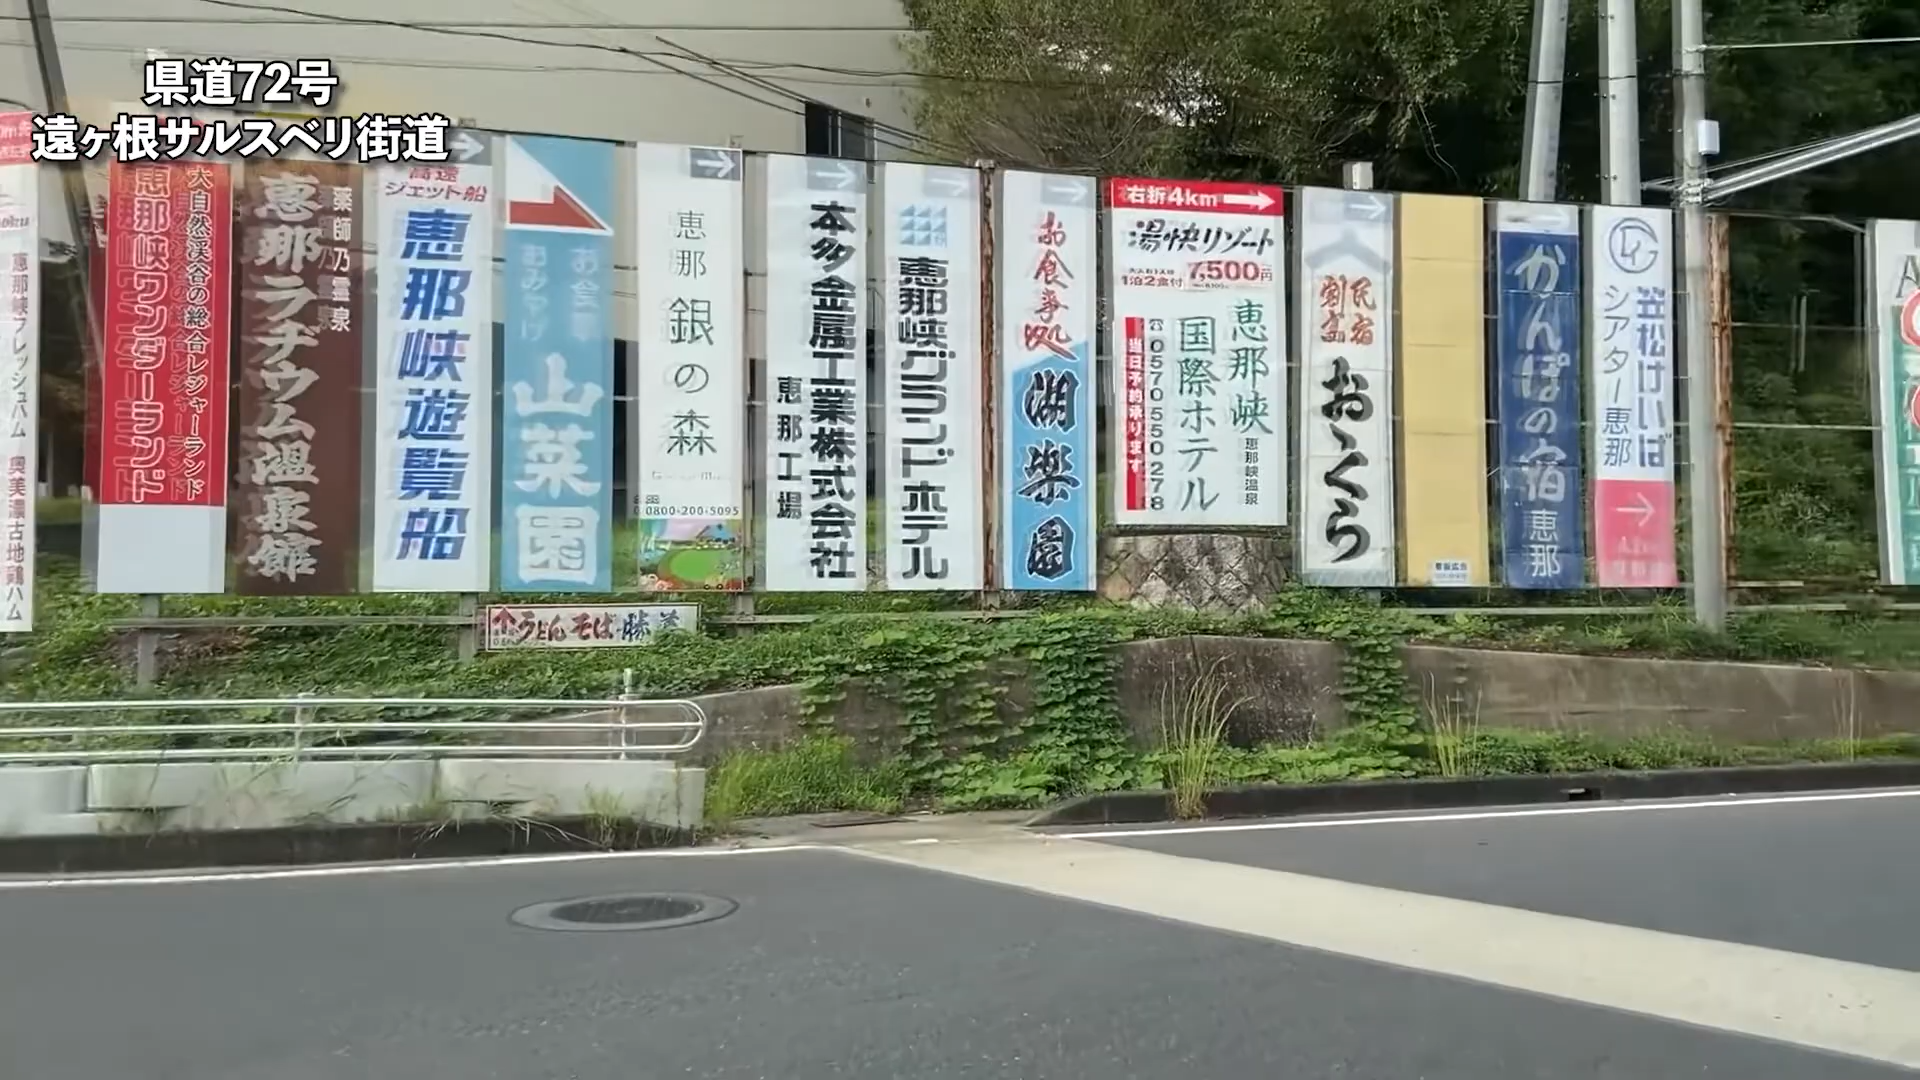 県道72号
遠ヶ根サルスベリ街道
恵那峡フレッシュハム 奥美濃古地鶏ハム
大自然渓谷の総合レジャーランド
恵那峡ワンダーランド
薬師乃霊泉
恵那ラヂウム温泉館
高速
ジェット船
恵那峡遊覧船
お食事
おみやげ
山菜園
恵那
銀の森
0800-200-5095
本多金属工業株式会社
恵那工場
恵那峡グランドホテル
お食事処
湖楽園
右折4km
湯快リゾート
1泊2食付
7,500円
恵那峡
恵那峡温泉
国際ホテル
☎0570550278
当日予約承ります
民宿
割烹
おゝくら
かんぽの宿 恵那
笠松けいば
シアター恵那
うどん そば